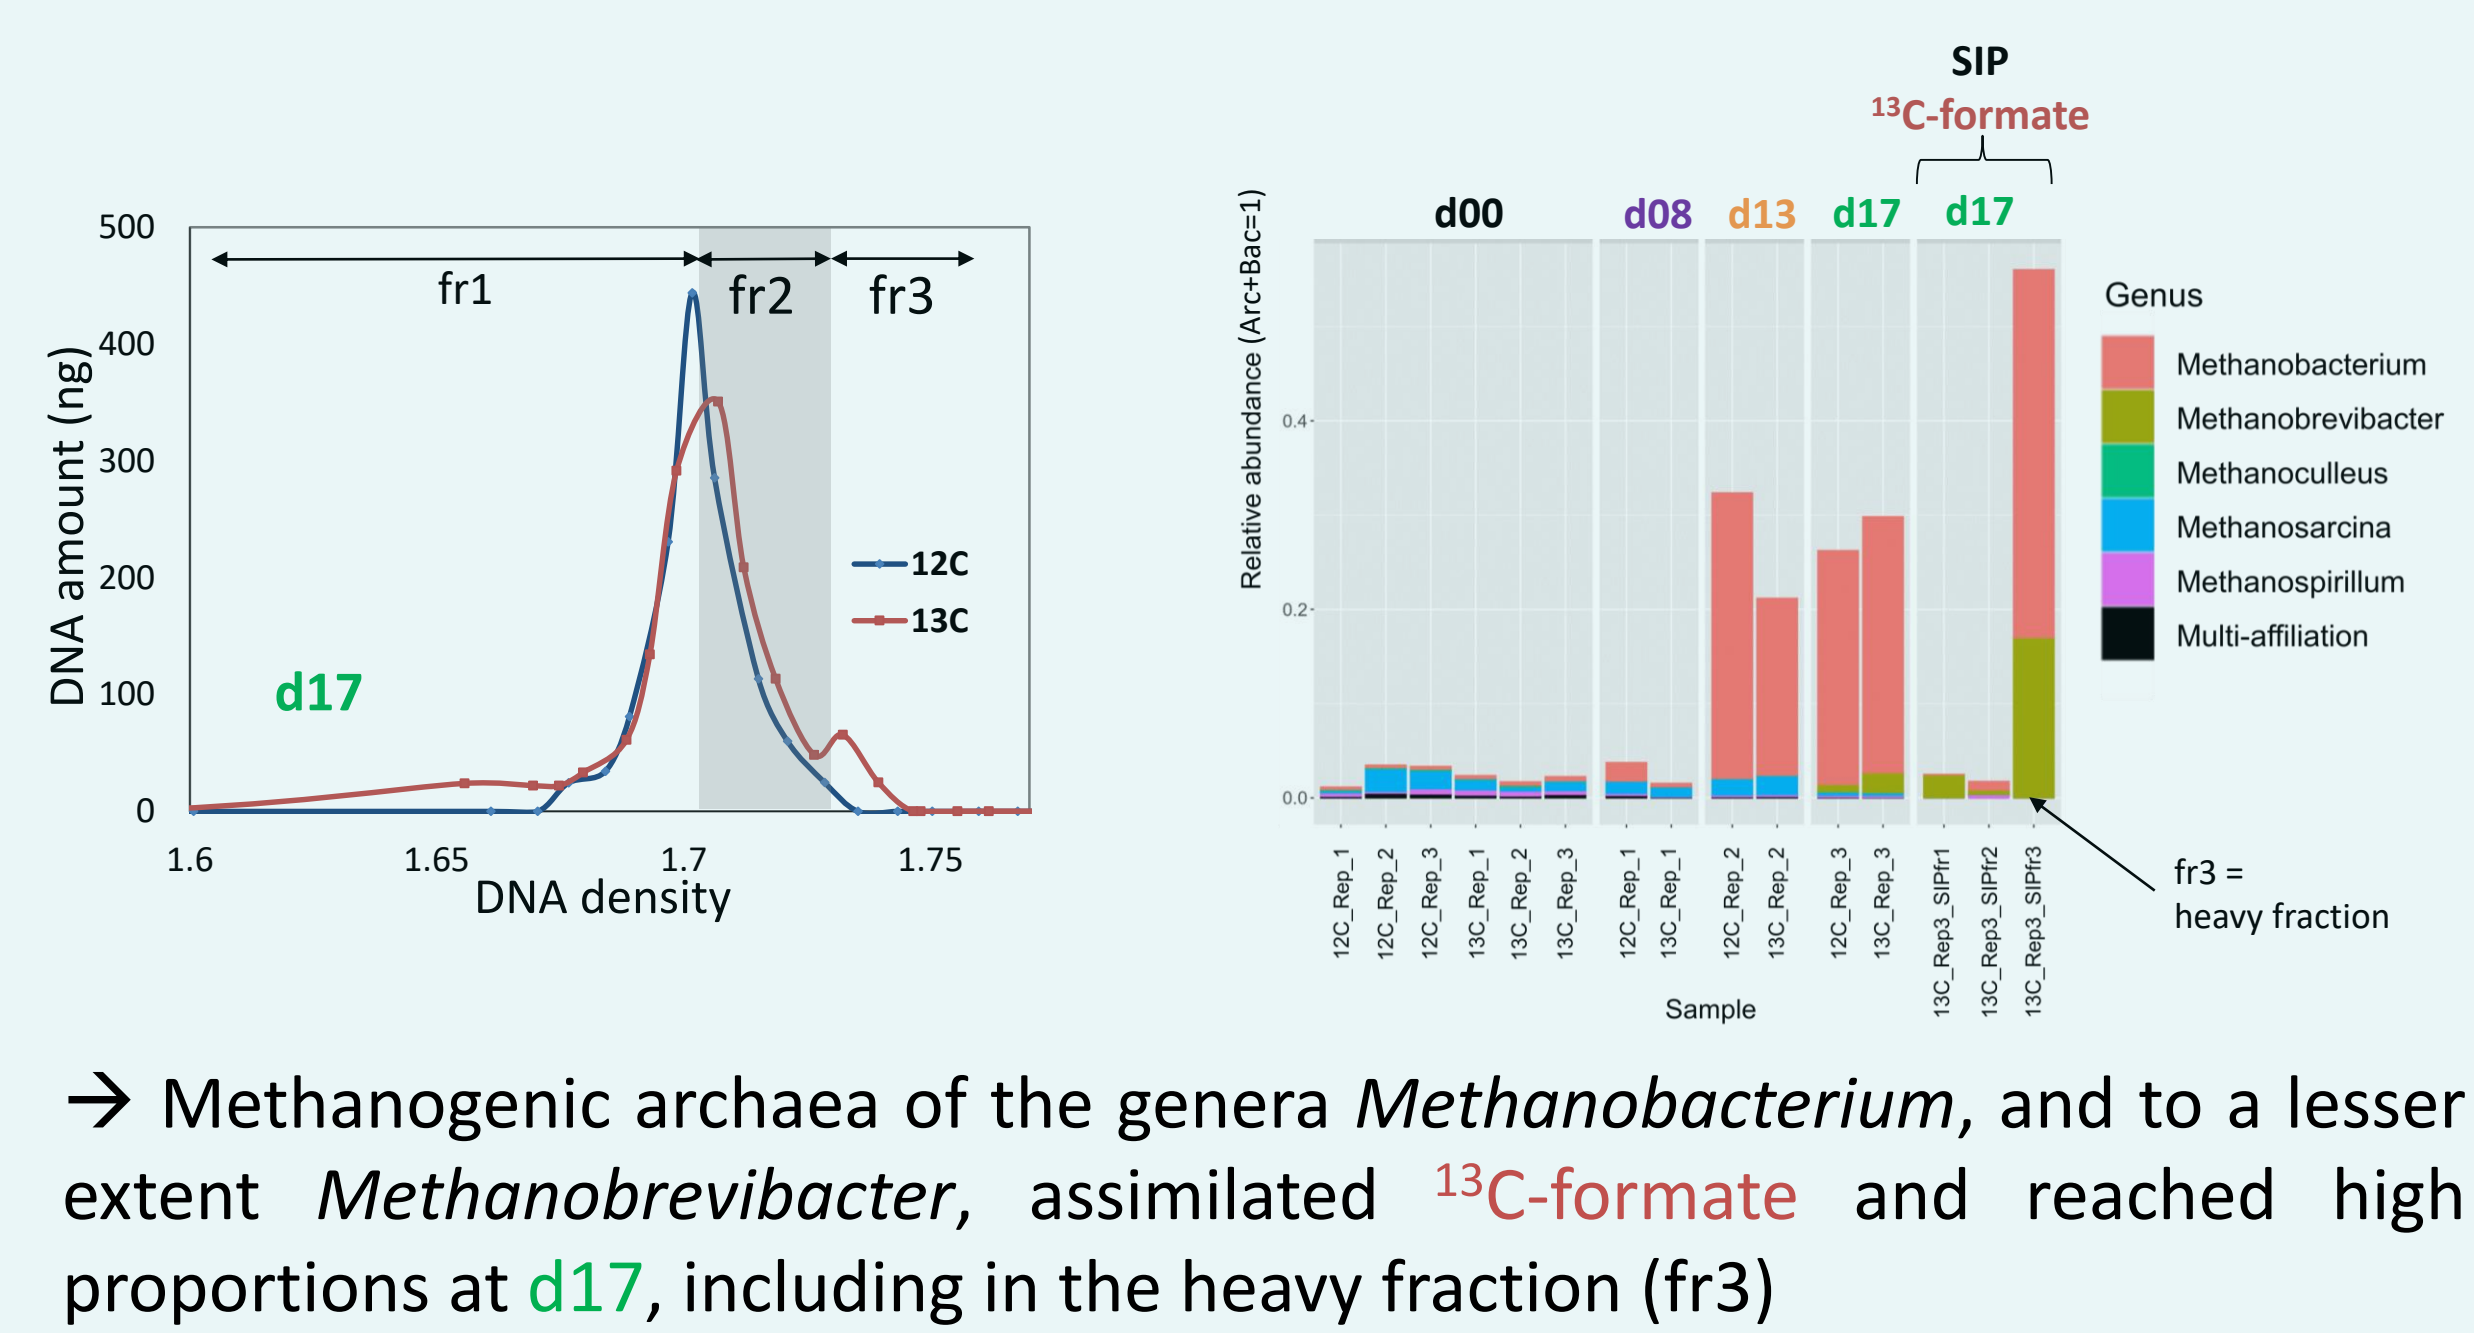 500
400
300
200
100
0
DNA amount (ng)
fr1
fr2
fr3
12C
13C
d17
1.6
1.65
1.7
1.75
DNA density
SIP
¹³C-formate
d00
d08
d13
d17
d17
Relative abundance (Arc+Bac=1)
0.4
0.2
0.0
12C_Rep_1
12C_Rep_2
12C_Rep_3
13C_Rep_1
13C_Rep_2
13C_Rep_3
12C_Rep_1
13C_Rep_1
12C_Rep_2
13C_Rep_2
12C_Rep_3
13C_Rep_3
13C_Rep3_SIPfr1
13C_Rep3_SIPfr2
13C_Rep3_SIPfr3
Sample
Genus
Methanobacterium
Methanobrevibacter
Methanoculleus
Methanosarcina
Methanospirillum
Multi-affiliation
fr3 =
heavy fraction
→ Methanogenic archaea of the genera Methanobacterium, and to a lesser
extent Methanobrevibacter, assimilated ¹³C-formate and reached high
proportions at d17, including in the heavy fraction (fr3)